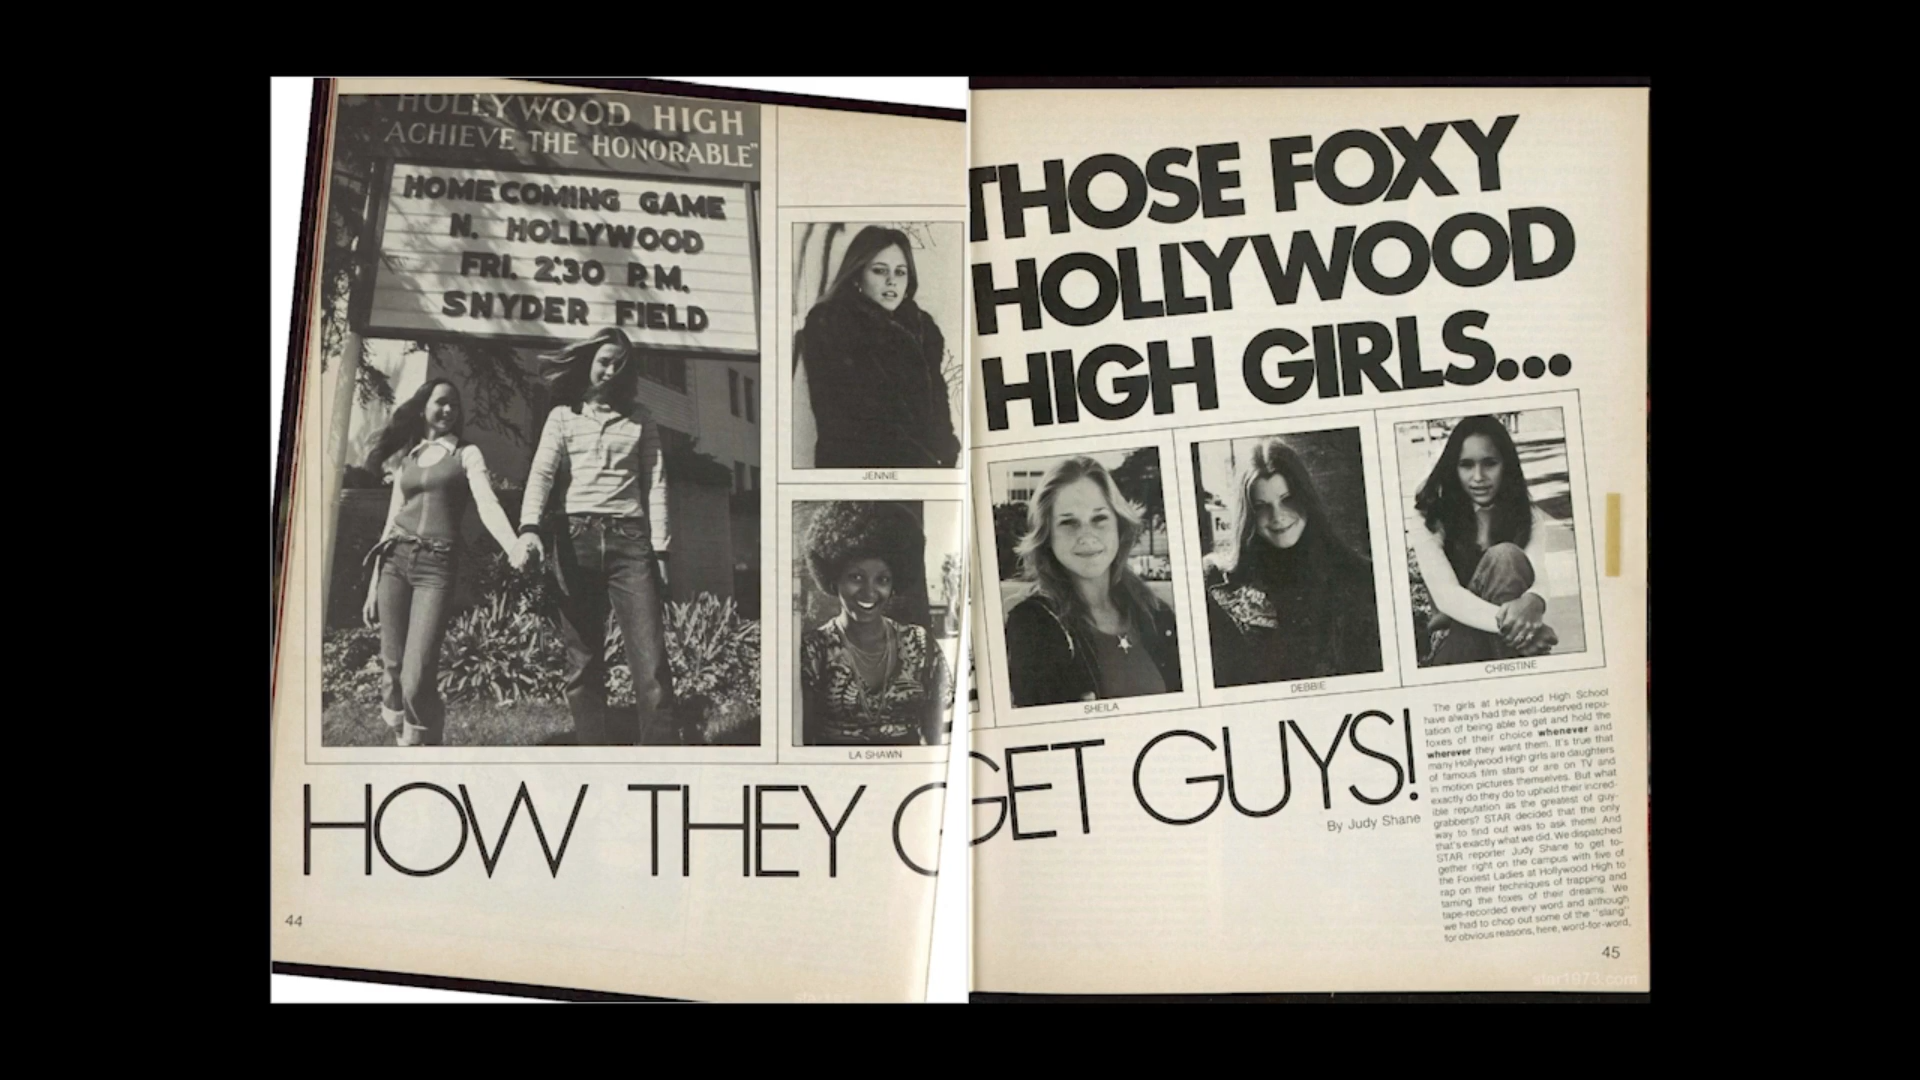 HOLLYWOOD HIGH
"ACHIEVE THE HONORABLE"
HOMECOMING GAME
N. HOLLYWOOD
FRI. 2:30 P.M.
SNYDER FIELD
JENNIE
LA SHAWN
HOW THEY GET GUYS!
44
THOSE FOXY
HOLLYWOOD
HIGH GIRLS...
SHEILA
DEBBIE
CHRISTINE
By Judy Shane
The girls at Hollywood High School
have always had the well-deserved repu-
tation of being able to get and hold the
foxes of their choice whenever and
wherever they want them. It's true that
many Hollywood High girls are daughters
of famous film stars or are on TV and
in motion pictures themselves. But what
exactly do they do to uphold their incred-
ible reputation as the greatest of guy-
grabbers? STAR decided that the only
way to find out was to ask them! And
that's exactly what we did. We dispatched
STAR reporter Judy Shane to get to-
gether right on the campus with five of
the Foxiest Ladies at Hollywood High to
rap on their techniques of trapping and
taming the foxes of their dreams. We
tape-recorded every word and although
we had to chop out some of the "slang"
for obvious reasons, here, word-for-word,
45
star1973.com